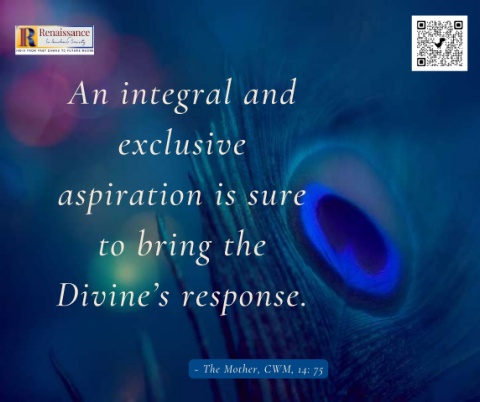 Renaissance
An integral and
exclusive
aspiration is sure
to bring the
Divine's response.
~ The Mother, CWM, 14: 75